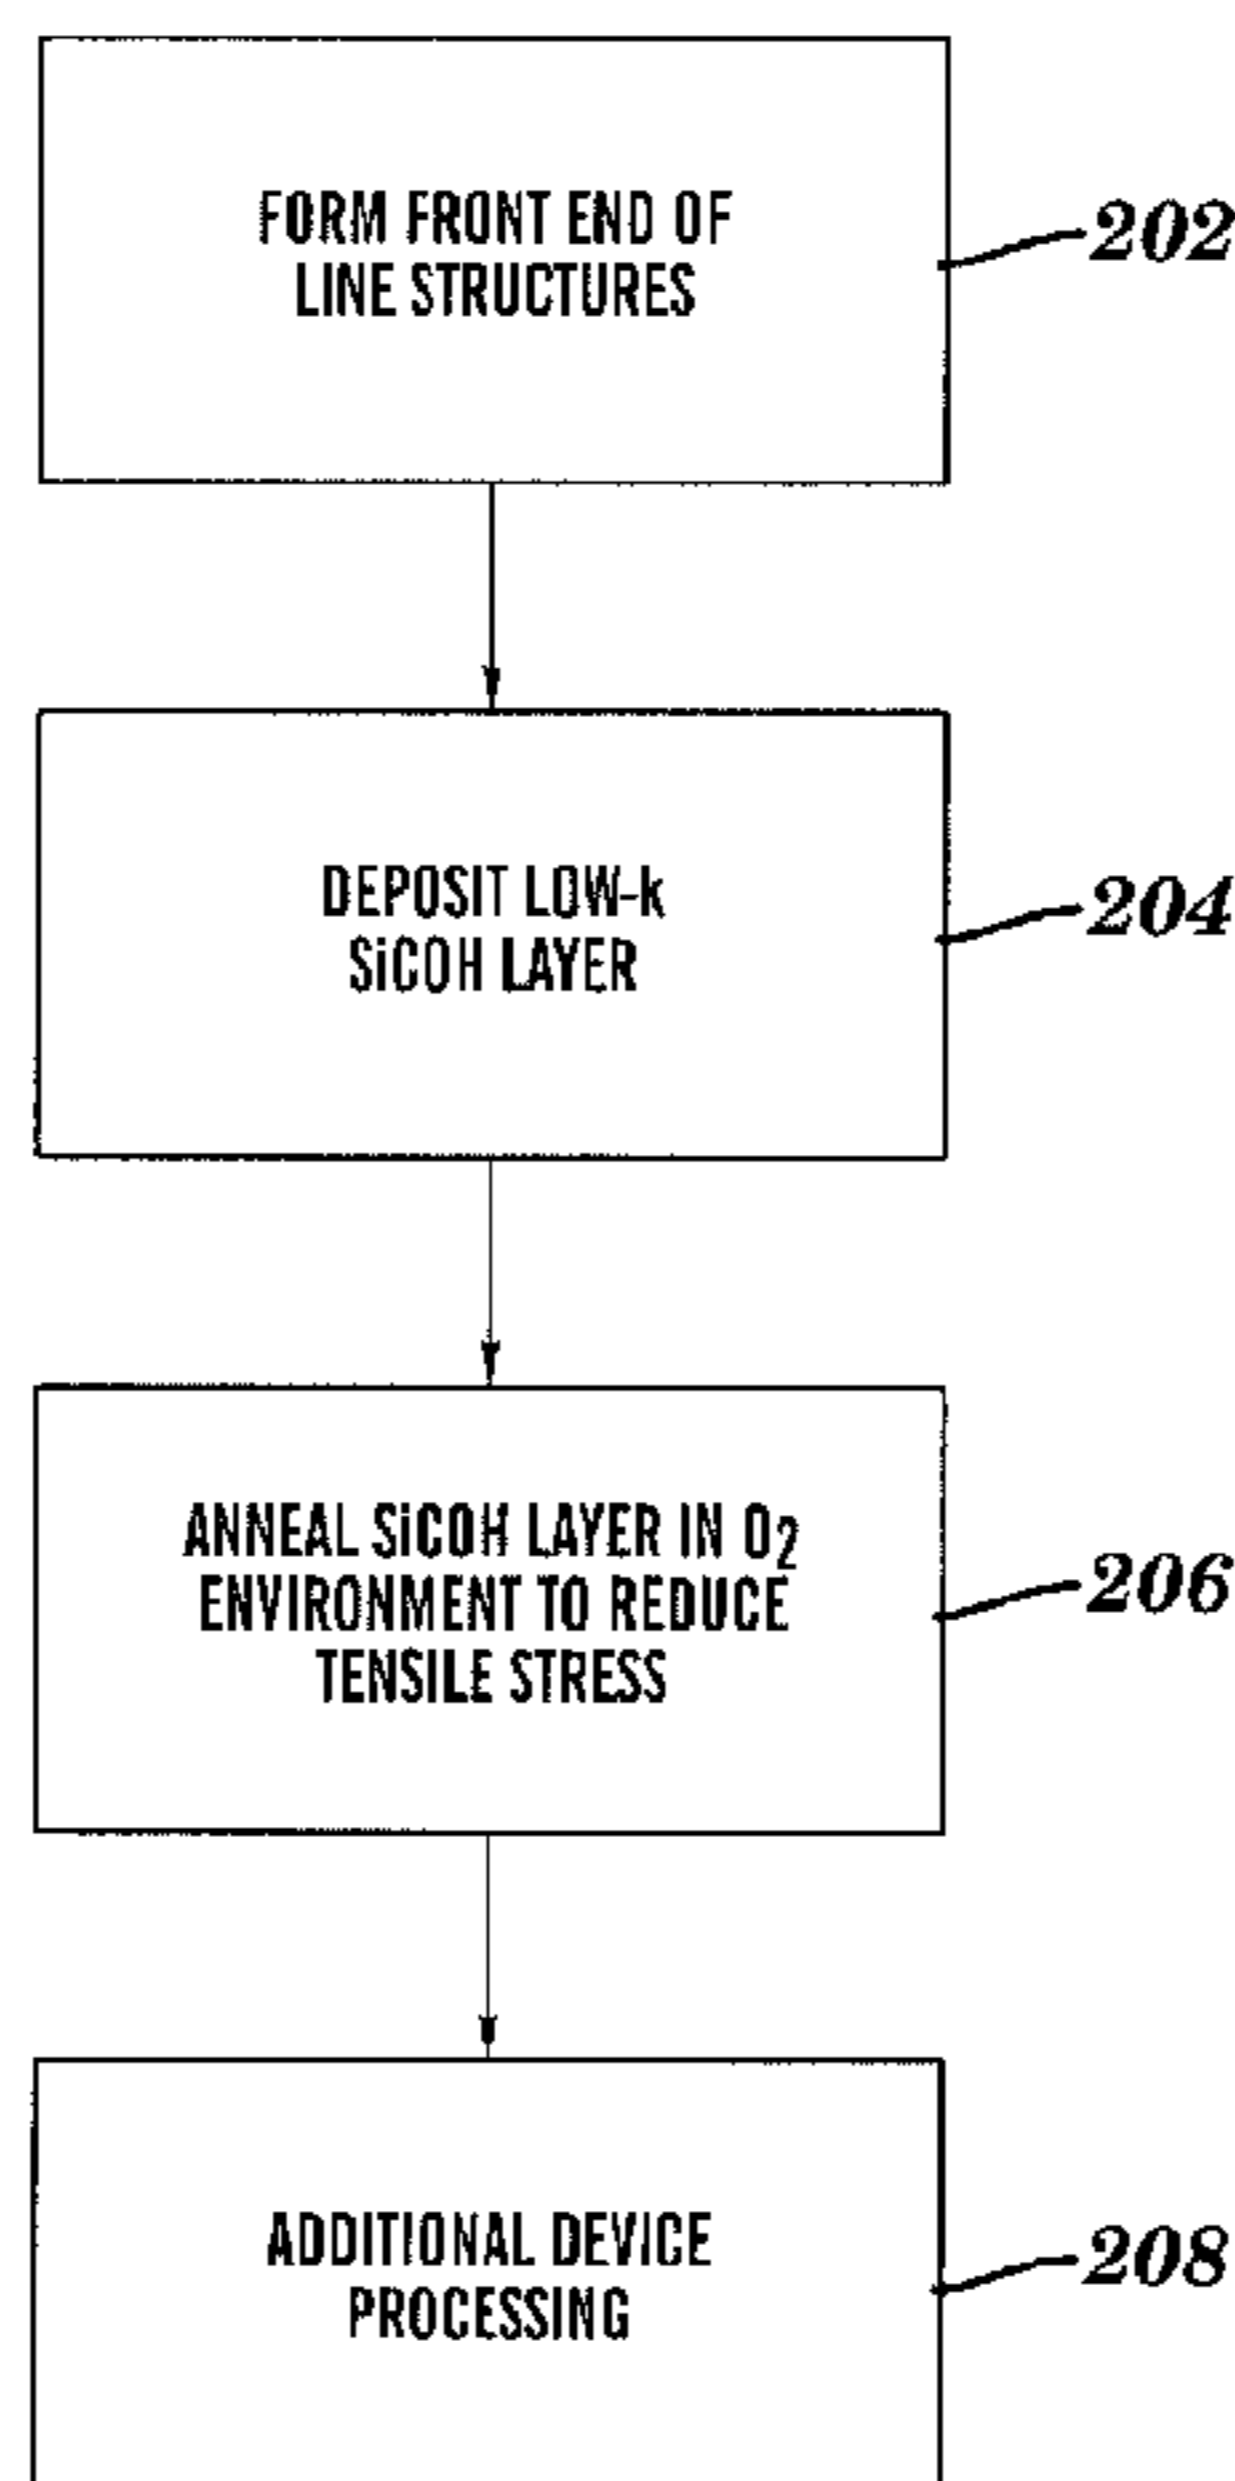 FORM FRONT END OF
LINE STRUCTURES
202
DEPOSIT LOW-k
SiCOH LAYER
204
ANNEAL SiCOH LAYER IN O2
ENVIRONMENT TO REDUCE
TENSILE STRESS
206
ADDITIONAL DEVICE
PROCESSING
208